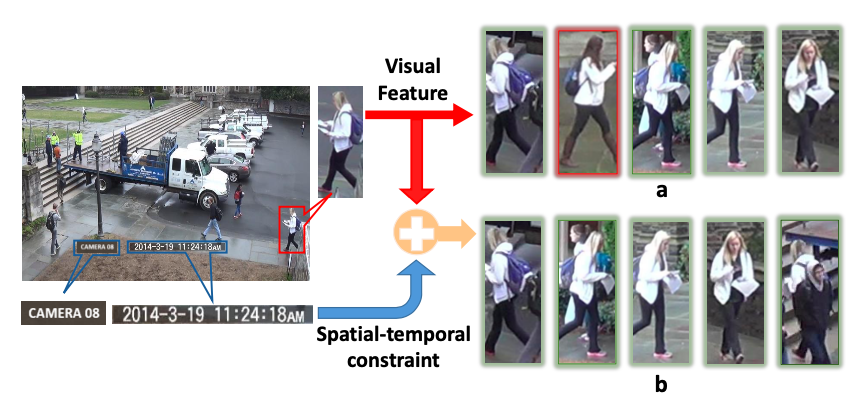 Visual
Feature
CAMERA 08
2014-3-19 11:24:18AM
a
CAMERA 08
2014-3-19 11:24:18AM
Spatial-temporal
constraint
b